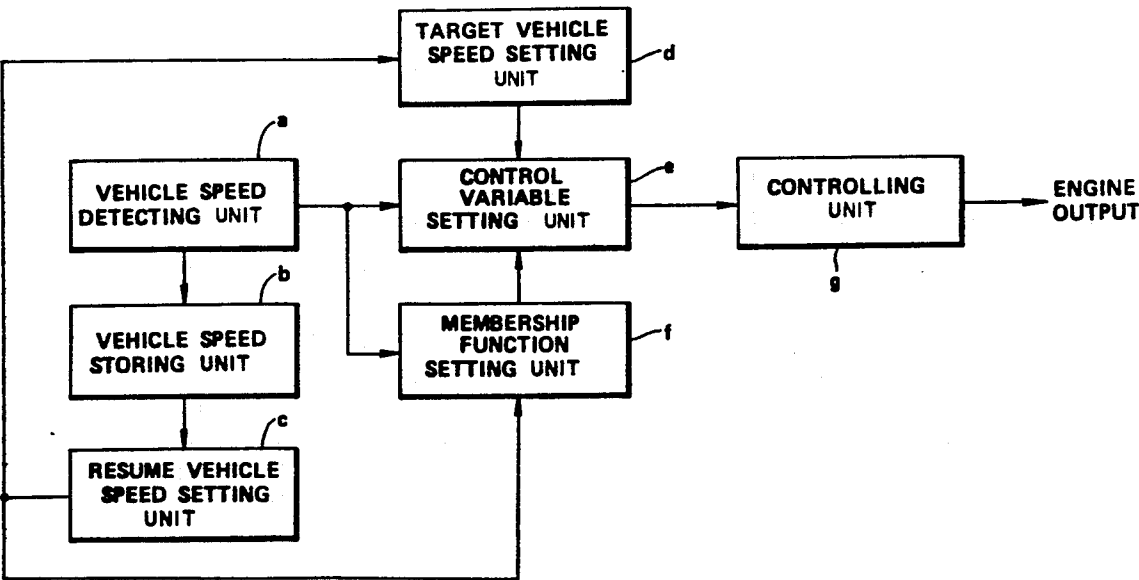 TARGET VEHICLE
SPEED SETTING
UNIT
d
a
VEHICLE SPEED
DETECTING UNIT
CONTROL
VARIABLE
SETTING UNIT
e
CONTROLLING
UNIT
g
ENGINE
OUTPUT
b
VEHICLE SPEED
STORING UNIT
MEMBERSHIP
FUNCTION
SETTING UNIT
f
c
RESUME VEHICLE
SPEED SETTING
UNIT